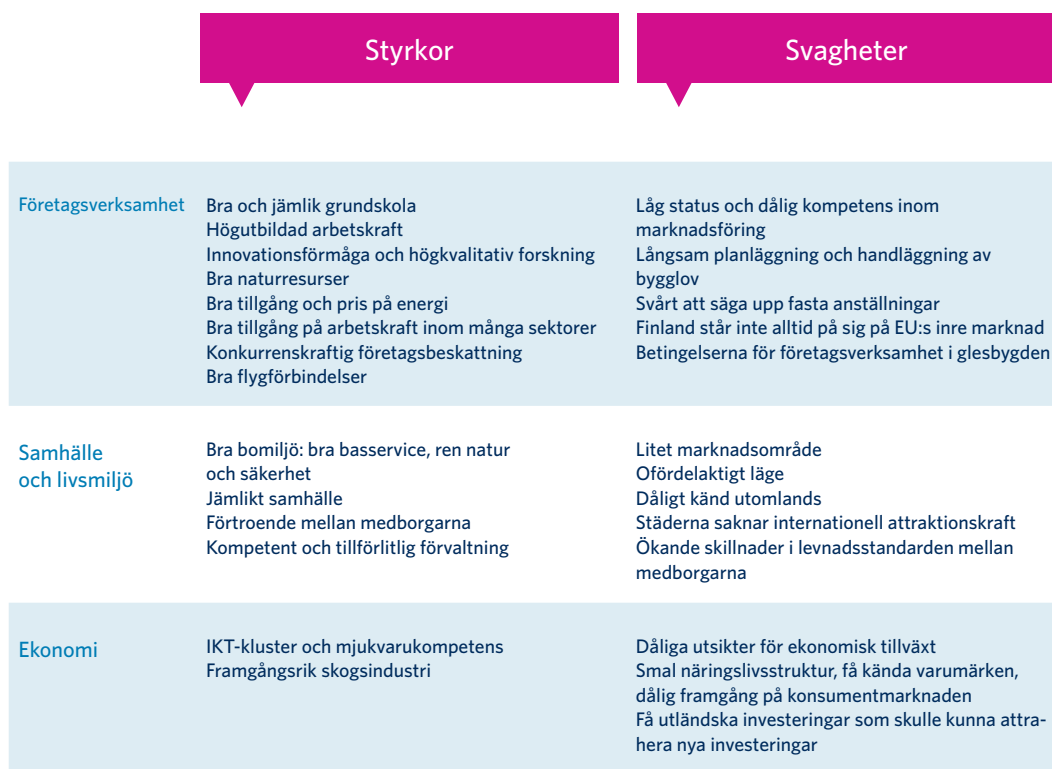 Styrkor
Svagheter
Företagsverksamhet
Bra och jämlik grundskola
Högutbildad arbetskraft
Innovationsförmåga och högkvalitativ forskning
Bra naturresurser
Bra tillgång och pris på energi
Bra tillgång på arbetskraft inom många sektorer
Konkurrenskraftig företagsbeskattning
Bra flygförbindelser
Låg status och dålig kompetens inom
marknadsföring
Långsam planläggning och handläggning av
bygglov
Svårt att säga upp fasta anställningar
Finland står inte alltid på sig på EU:s inre marknad
Betingelserna för företagsverksamhet i glesbygden
Samhälle
och livsmiljö
Bra bomiljö: bra basservice, ren natur
och säkerhet
Jämlikt samhälle
Förtroende mellan medborgarna
Kompetent och tillförlitlig förvaltning
Litet marknadsområde
Ofördelaktigt läge
Dåligt känd utomlands
Städerna saknar internationell attraktionskraft
Ökande skillnader i levnadsstandarden mellan
medborgarna
Ekonomi
IKT-kluster och mjukvarukompetens
Framgångsrik skogsindustri
Dåliga utsikter för ekonomisk tillväxt
Smal näringslivsstruktur, få kända varumärken,
dålig framgång på konsumentmarknaden
Få utländska investeringar som skulle kunna attra-
hera nya investeringar